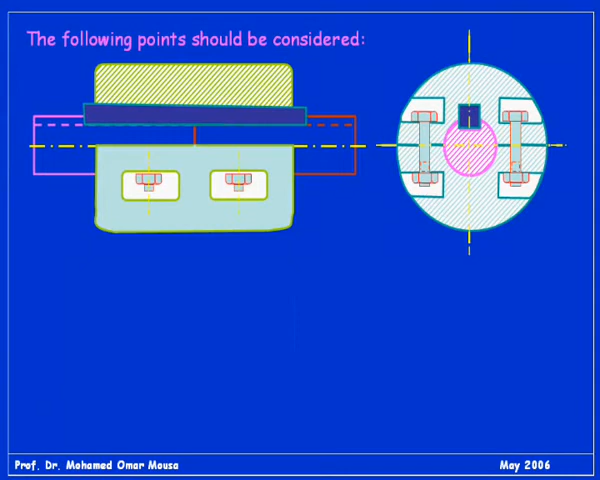 The following points should be considered:
Prof. Dr. Mohamed Omar Mousa
May 2006